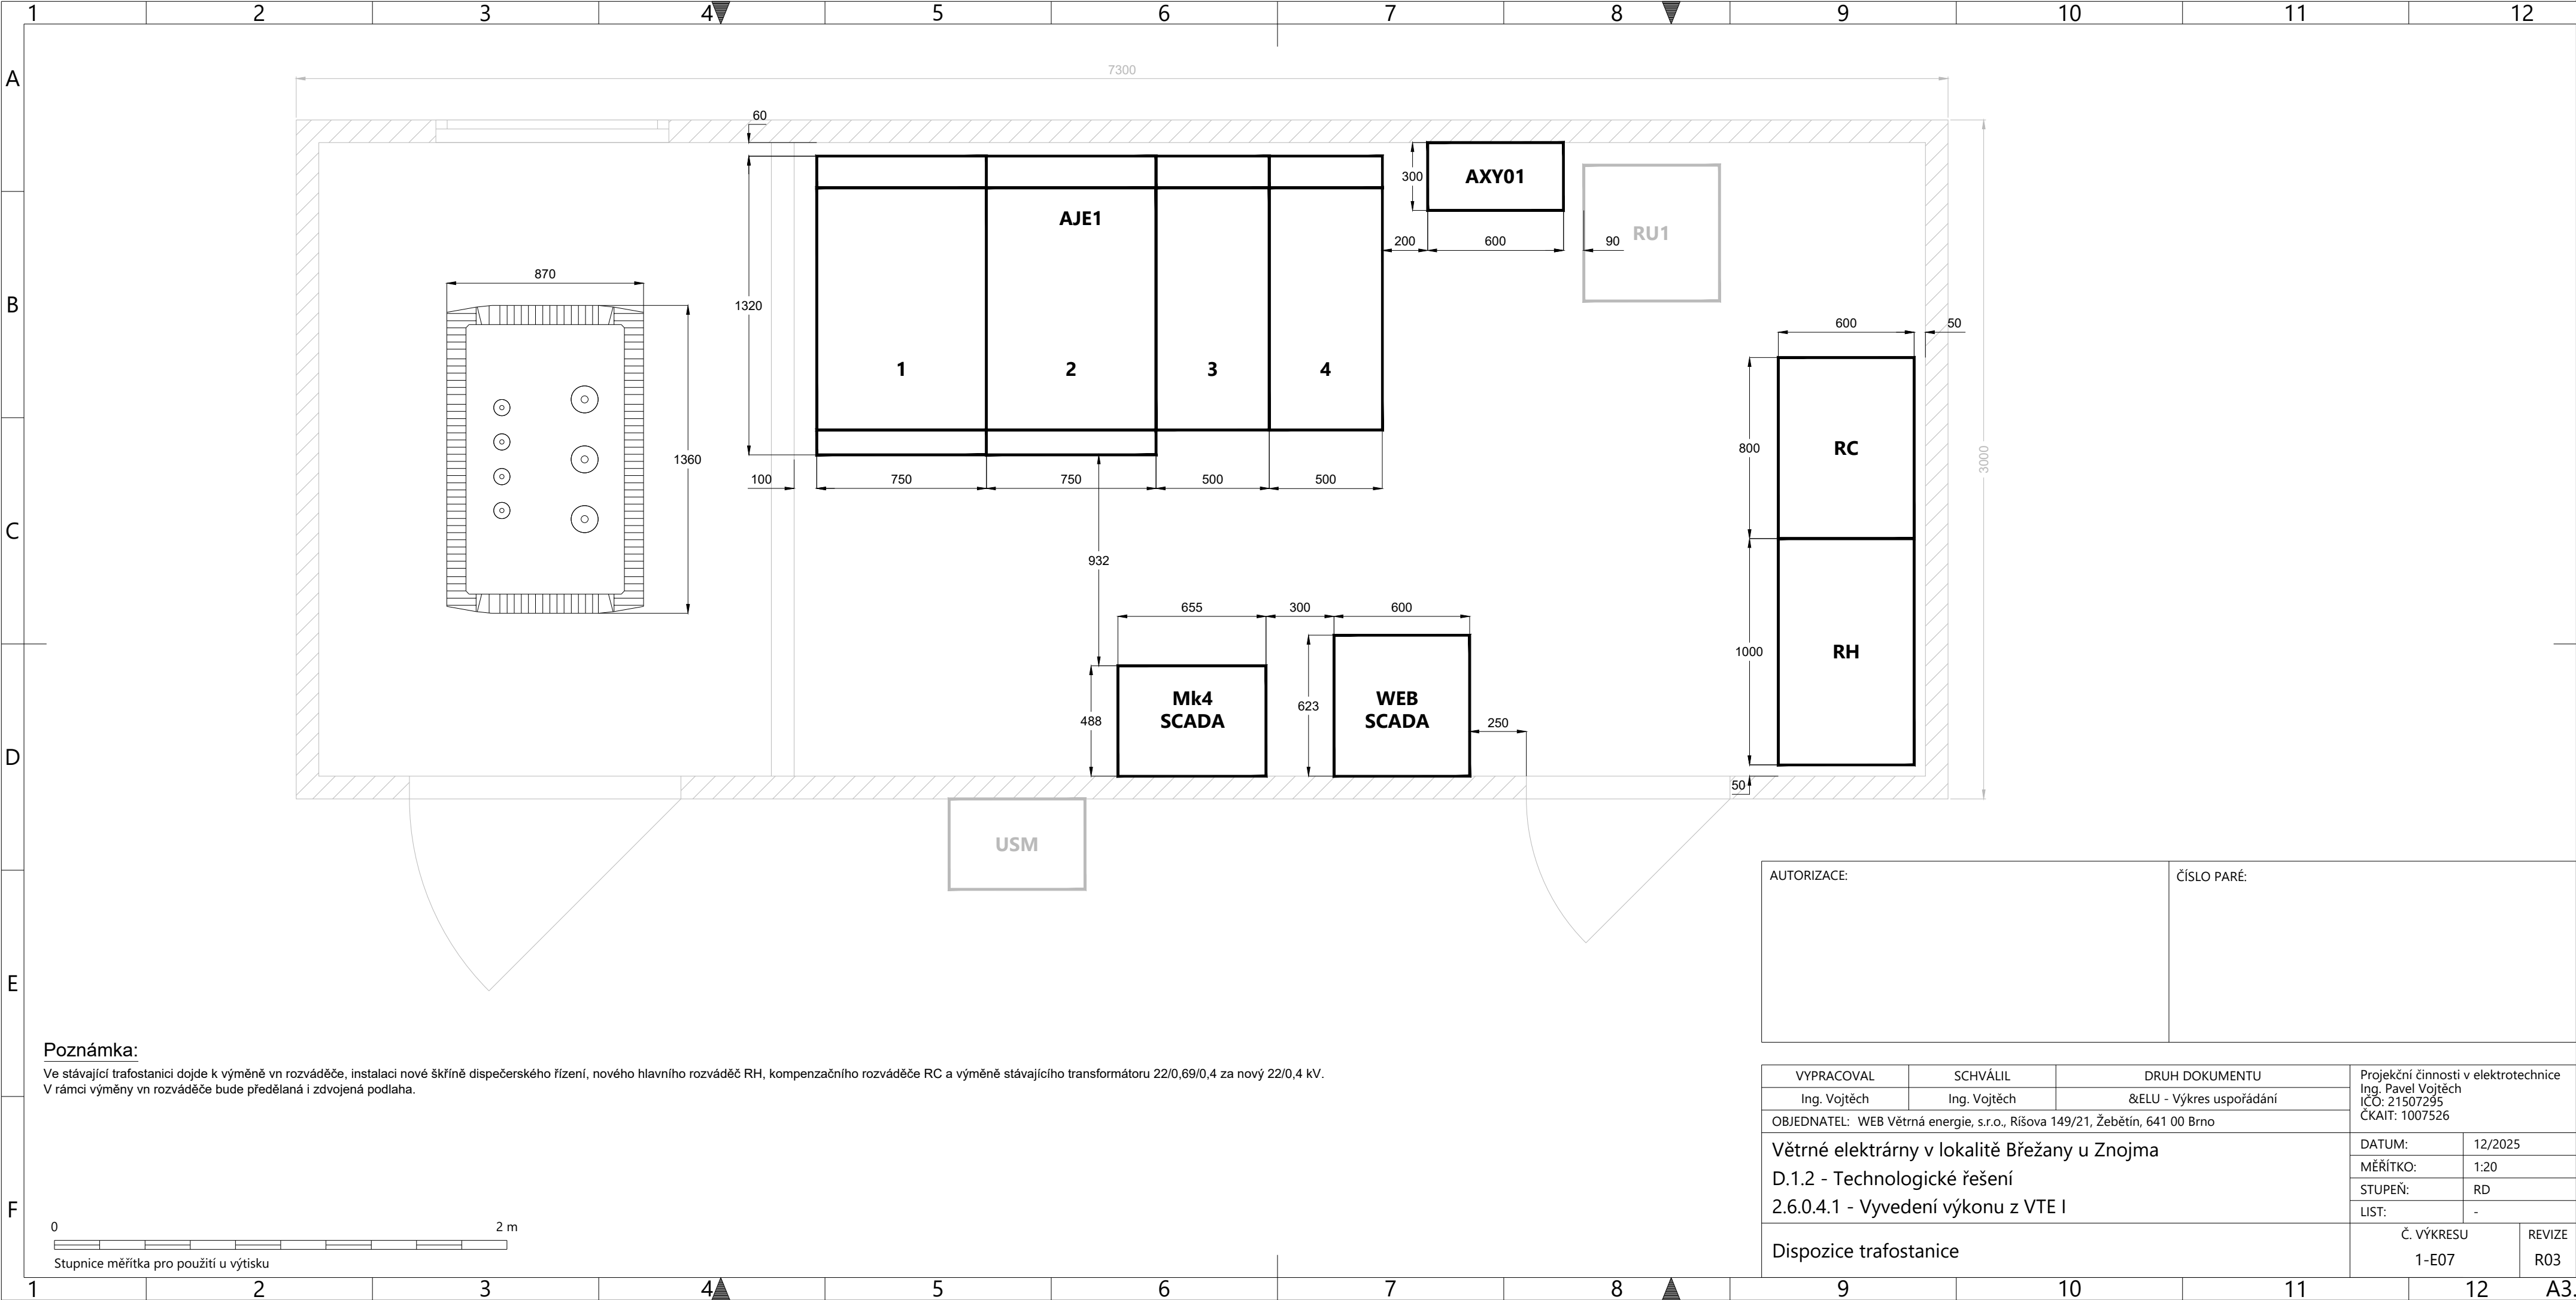 1 2 3 4 5 6 7 8 9 10 11 12
A
7300
60
AXY01
300
AJE1
200 600 90 RU1
870
B
1320
600 50
1 2 3 4
RC
800
1360
3000
100 750 750 500 500
C
932
655 300 600
1000 RH
Mk4
SCADA
WEB
SCADA
623
488
250
D
50
USM
AUTORIZACE: ČÍSLO PARÉ:
E
Poznámka:
Ve stávající trafostanici dojde k výměně vn rozváděče, instalaci nové škříně dispečerského řízení, nového hlavního rozváděč RH, kompenzačního rozváděče RC a výměně stávajícího transformátoru 22/0,69/0,4 za nový 22/0,4 kV.
V rámci výměny vn rozváděče bude předělaná i zdvojená podlaha.
VYPRACOVAL SCHVÁLIL DRUH DOKUMENTU
Ing. Vojtěch Ing. Vojtěch &ELU - Výkres uspořádání
Projekční činnosti v elektrotechnice
Ing. Pavel Vojtěch
IČO: 21507295
ČKAIT: 1007526
OBJEDNATEL: WEB Větrná energie, s.r.o., Ríšova 149/21, Žebětín, 641 00 Brno
Větrné elektrárny v lokalitě Břežany u Znojma
D.1.2 - Technologické řešení
2.6.0.4.1 - Vyvedení výkonu z VTE I
DATUM: 12/2025
MĚŘÍTKO: 1:20
STUPEŇ: RD
LIST: -
F
Dispozice trafostanice
Č. VÝKRESU REVIZE
1-E07 R03
0 2 m
Stupnice měřítka pro použití u výtisku
1 2 3 4 5 6 7 8 9 10 11 12 A3